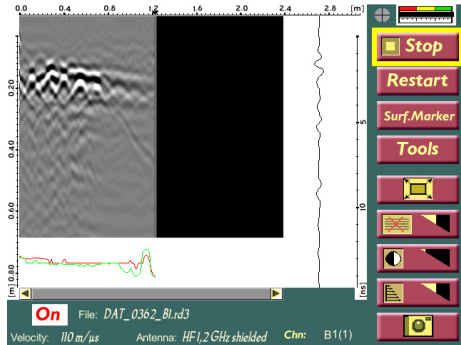 0.0 0.4 0.8 1.2 1.6 2.0 2.4 2.8 [m]
Stop
Restart
Surf.Marker
Tools
0.20
0.40
0.60
[m] 0.80
5
10
[ns]
On File: DAT_0362_B1.rd3
Velocity: 110 m/µs Antenna: HF1,2 GHz shielded Chn: B1(1)